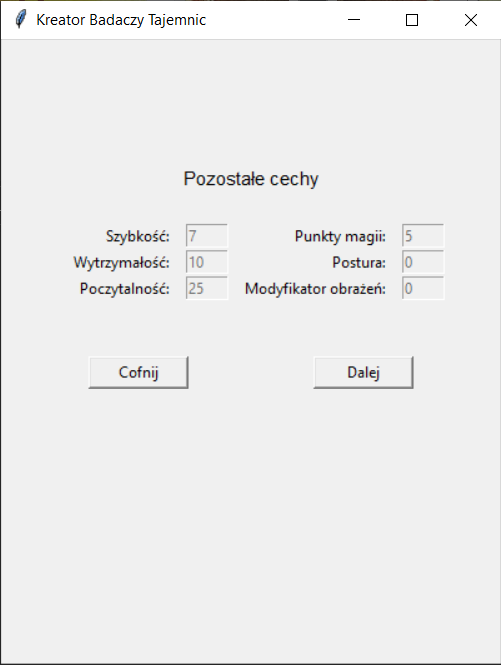 Kreator Badaczy Tajemnic
Pozostałe cechy
Szybkość: 7 Punkty magii: 5
Wytrzymałość: 10 Postura: 0
Poczytalność: 25 Modyfikator obrażeń: 0
Cofnij Dalej